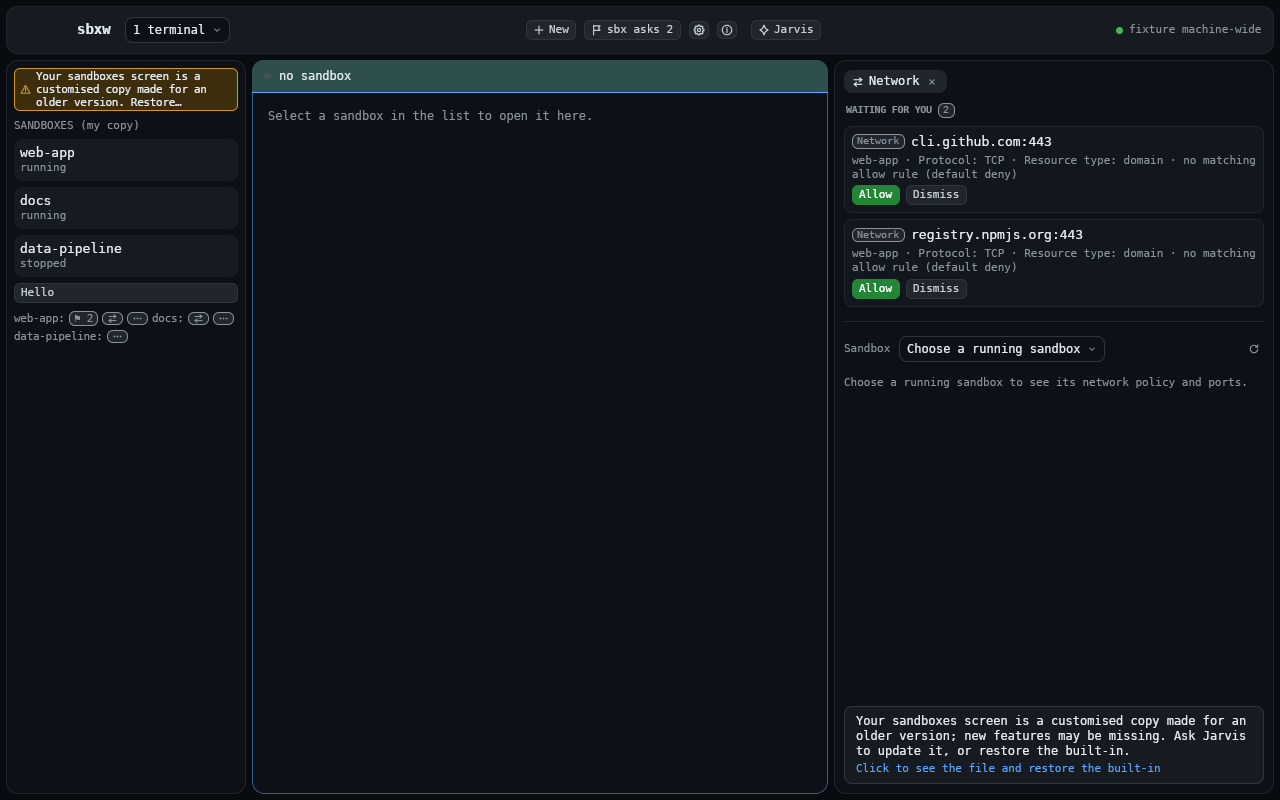 sbxw
1 terminal
New
sbx asks 2
Jarvis
fixture machine-wide
Your sandboxes screen is a
customised copy made for an
older version. Restore…
SANDBOXES (my copy)
web-app
running
docs
running
data-pipeline
stopped
Hello
web-app: 2 ⇄ ⋯ docs: ⇄ ⋯
data-pipeline: ⋯
no sandbox
Select a sandbox in the list to open it here.
Network ×
WAITING FOR YOU 2
Network cli.github.com:443
web-app · Protocol: TCP · Resource type: domain · no matching
allow rule (default deny)
Allow Dismiss
Network registry.npmjs.org:443
web-app · Protocol: TCP · Resource type: domain · no matching
allow rule (default deny)
Allow Dismiss
Sandbox Choose a running sandbox
Choose a running sandbox to see its network policy and ports.
Your sandboxes screen is a customised copy made for an
older version; new features may be missing. Ask Jarvis
to update it, or restore the built-in.
Click to see the file and restore the built-in